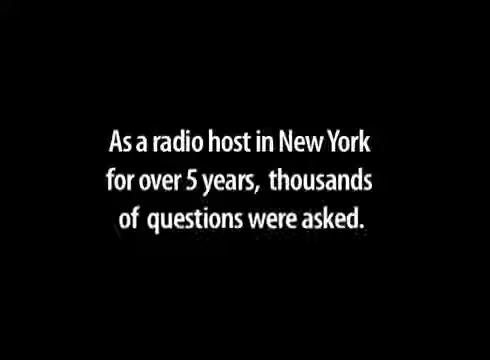 As a radio host in New York
for over 5 years, thousands
of questions were asked.